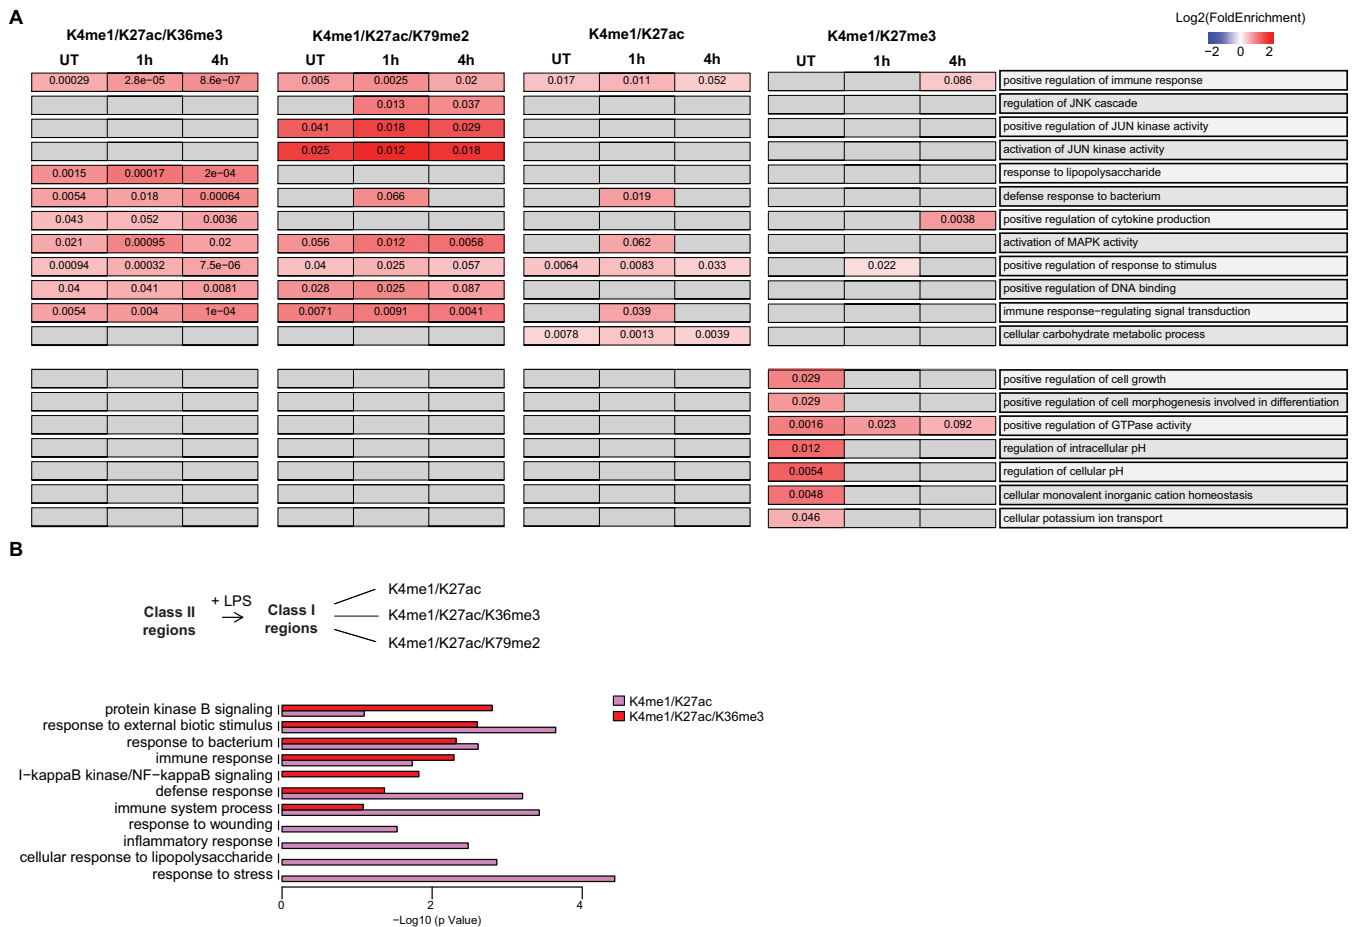 A
Log2(FoldEnrichment)
−2 0 2
K4me1/K27ac/K36me3 K4me1/K27ac/K79me2 K4me1/K27ac K4me1/K27me3
UT 1h 4h UT 1h 4h UT 1h 4h UT 1h 4h
0.00029 2.8e−05 8.6e−07 0.005 0.0025 0.02 0.017 0.011 0.052 0.086 positive regulation of immune response
0.013 0.037 regulation of JNK cascade
0.041 0.018 0.029 positive regulation of JUN kinase activity
0.025 0.012 0.018 activation of JUN kinase activity
0.0015 0.00017 2e−04 response to lipopolysaccharide
0.0054 0.018 0.00064 0.066 0.019 defense response to bacterium
0.043 0.052 0.0036 0.0038 positive regulation of cytokine production
0.021 0.00095 0.02 0.056 0.012 0.0058 0.062 activation of MAPK activity
0.00094 0.00032 7.5e−06 0.04 0.025 0.057 0.0064 0.0083 0.033 0.022 positive regulation of response to stimulus
0.04 0.041 0.0081 0.028 0.025 0.087 positive regulation of DNA binding
0.0054 0.004 1e−04 0.0071 0.0091 0.0041 0.039 immune response−regulating signal transduction
0.0078 0.0013 0.0039 cellular carbohydrate metabolic process
0.029 positive regulation of cell growth
0.029 positive regulation of cell morphogenesis involved in differentiation
0.0016 0.023 0.092 positive regulation of GTPase activity
0.012 regulation of intracellular pH
0.0054 regulation of cellular pH
0.0048 cellular monovalent inorganic cation homeostasis
0.046 cellular potassium ion transport
B
Class II regions
+ LPS
Class I regions
K4me1/K27ac
K4me1/K27ac/K36me3
K4me1/K27ac/K79me2
K4me1/K27ac
K4me1/K27ac/K36me3
protein kinase B signaling
response to external biotic stimulus
response to bacterium
immune response
I−kappaB kinase/NF−kappaB signaling
defense response
immune system process
response to wounding
inflammatory response
cellular response to lipopolysaccharide
response to stress
0 2 4
−Log10 (p Value)